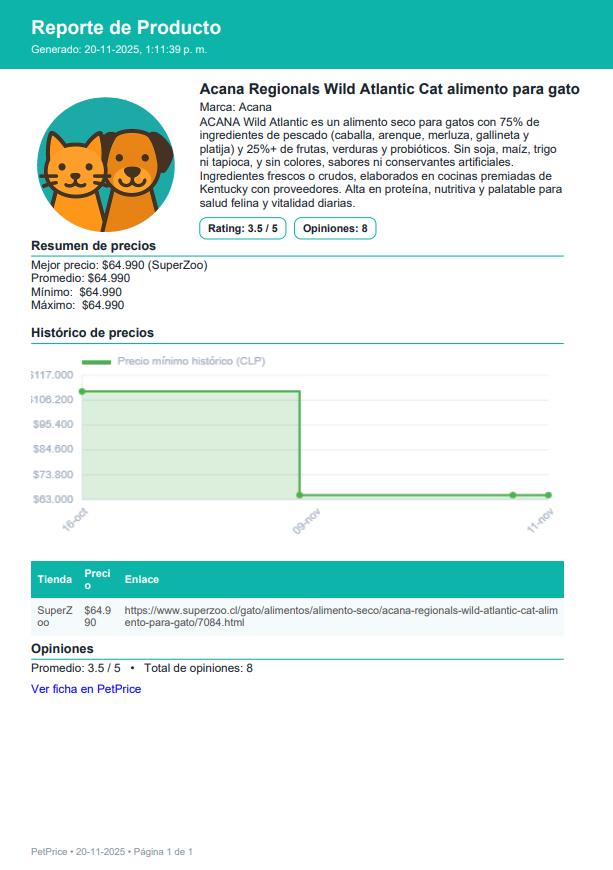 Reporte de Producto
Generado: 20-11-2025, 1:11:39 p. m.
Acana Regionals Wild Atlantic Cat alimento para gato
Marca: Acana
ACANA Wild Atlantic es un alimento seco para gatos con 75% de
ingredientes de pescado (caballa, arenque, merluza, gallineta y
platija) y 25%+ de frutas, verduras y probióticos. Sin soja, maíz, trigo
ni tapioca, y sin colores, sabores ni conservantes artificiales.
Ingredientes frescos o crudos, elaborados en cocinas premiadas de
Kentucky con proveedores. Alta en proteína, nutritiva y palatable para
salud felina y vitalidad diarias.
Rating: 3.5 / 5 Opiniones: 8
Resumen de precios
Mejor precio: $64.990 (SuperZoo)
Promedio: $64.990
Mínimo: $64.990
Máximo: $64.990
Histórico de precios
Precio mínimo histórico (CLP)
$117.000
$106.200
$95.400
$84.600
$73.800
$63.000
16-oct
09-nov
11-nov
Tienda
Preci
o
Enlace
SuperZ
oo
$64.9
90
https://www.superzoo.cl/gato/alimentos/alimento-seco/acana-regionals-wild-atlantic-cat-alim
ento-para-gato/7084.html
Opiniones
Promedio: 3.5 / 5 • Total de opiniones: 8
Ver ficha en PetPrice
PetPrice • 20-11-2025 • Página 1 de 1